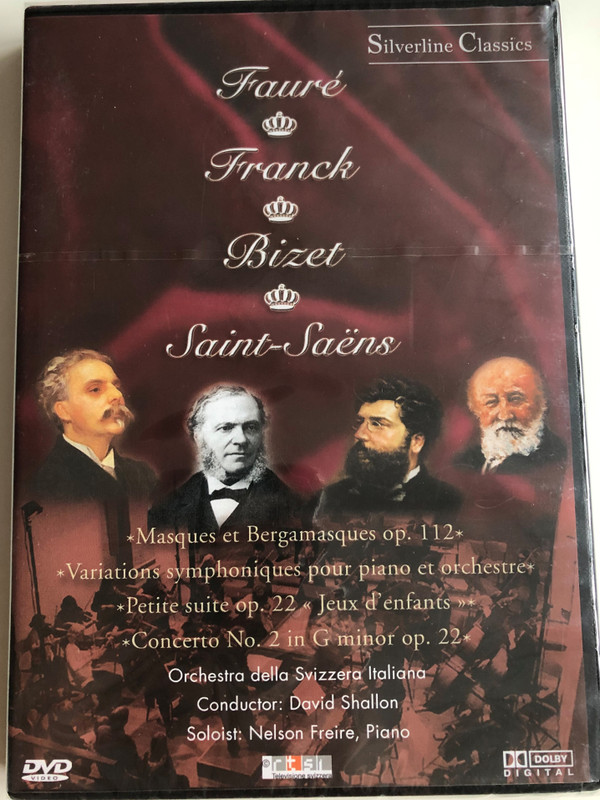 Silverline Classics
Fauré
Franck
Bizet
Saint-Saëns
*Masques et Bergamasques op. 112*
*Variations symphoniques pour piano et orchestre*
*Petite suite op. 22 « Jeux d'enfants »*
*Concerto No. 2 in G minor op. 22*
Orchestra della Svizzera Italiana
Conductor: David Shallon
Soloist: Nelson Freire, Piano
DVD
VIDEO
© rtsi
Televisione svizzera
DOLBY
DIGITAL